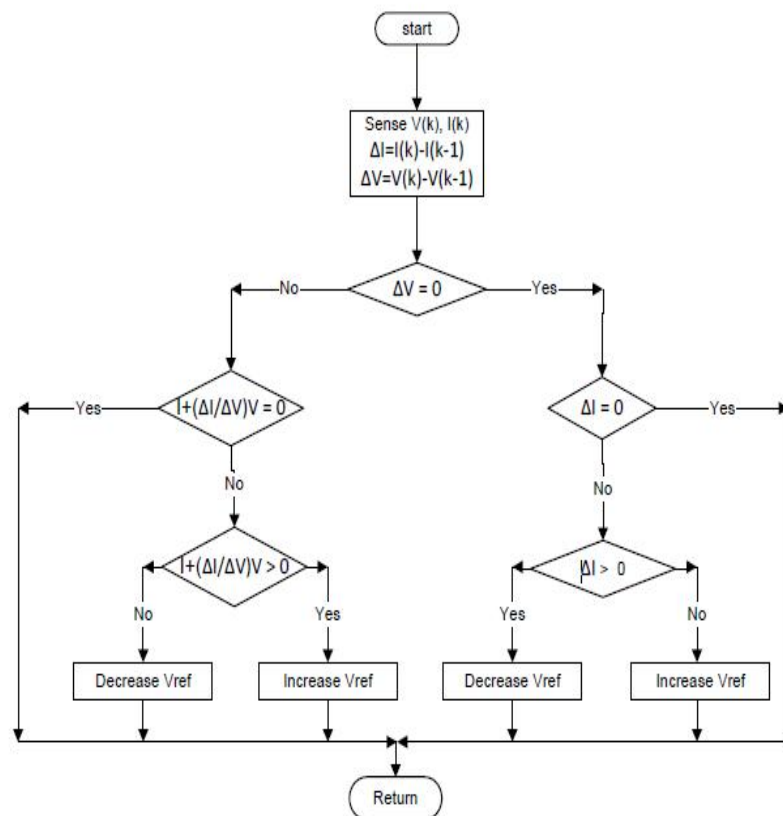 start
Sense V(k), I(k)
ΔI=I(k)-I(k-1)
ΔV=V(k)-V(k-1)
No
ΔV = 0
Yes
Yes
I+(ΔI/ΔV)V = 0
ΔI = 0
Yes
No
No
I+(ΔI/ΔV)V > 0
ΔI > 0
No
Yes
Yes
No
Decrease Vref
Increase Vref
Decrease Vref
Increase Vref
Return